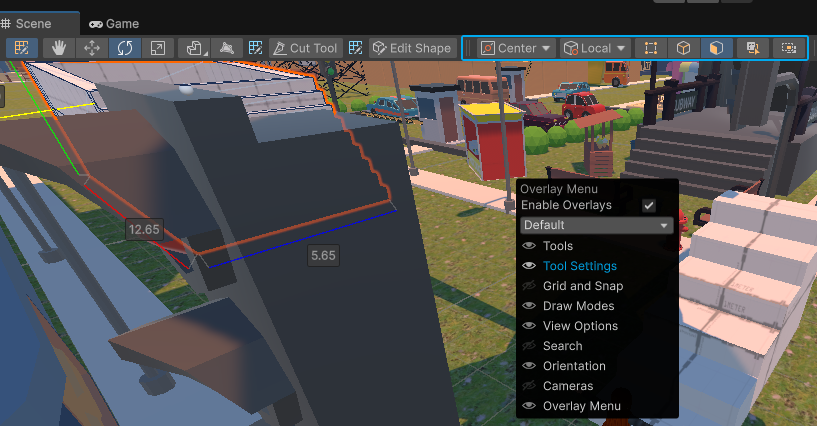 Scene
Game
Cut Tool
Edit Shape
Center
Local
UBWAY
12.65
5.65
Overlay Menu
Enable Overlays
Default
Tools
Tool Settings
Grid and Snap
Draw Modes
View Options
Search
Orientation
Cameras
Overlay Menu